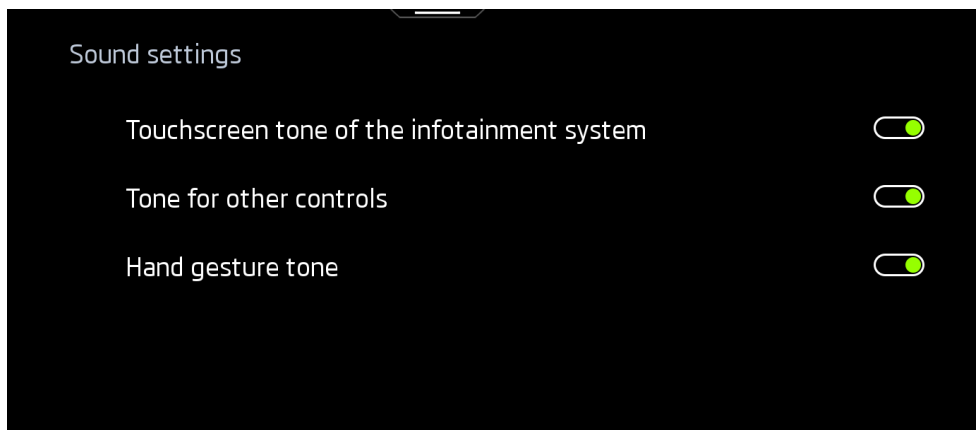 Sound settings
Touchscreen tone of the infotainment system
Tone for other controls
Hand gesture tone